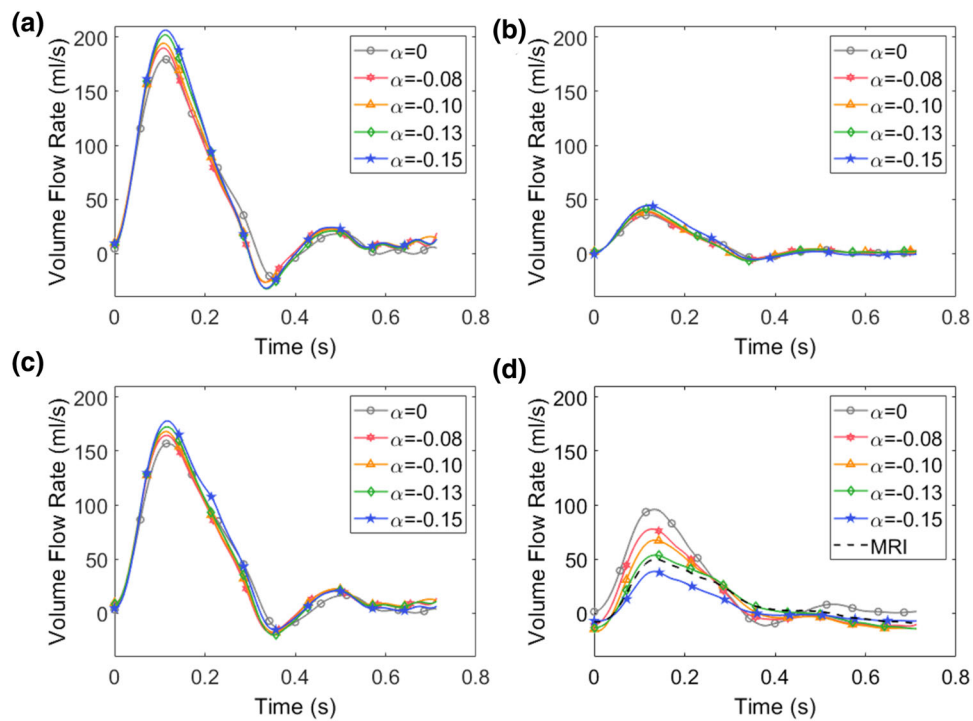 (a)
Volume Flow Rate (ml/s)
200
150
100
50
0
0
0.2
0.4
0.6
0.8
Time (s)
α=0
α=-0.08
α=-0.10
α=-0.13
α=-0.15
(b)
Volume Flow Rate (ml/s)
200
150
100
50
0
0
0.2
0.4
0.6
0.8
Time (s)
α=0
α=-0.08
α=-0.10
α=-0.13
α=-0.15
(c)
Volume Flow Rate (ml/s)
200
150
100
50
0
0
0.2
0.4
0.6
0.8
Time (s)
α=0
α=-0.08
α=-0.10
α=-0.13
α=-0.15
(d)
Volume Flow Rate (ml/s)
200
150
100
50
0
0
0.2
0.4
0.6
0.8
Time (s)
α=0
α=-0.08
α=-0.10
α=-0.13
α=-0.15
MRI